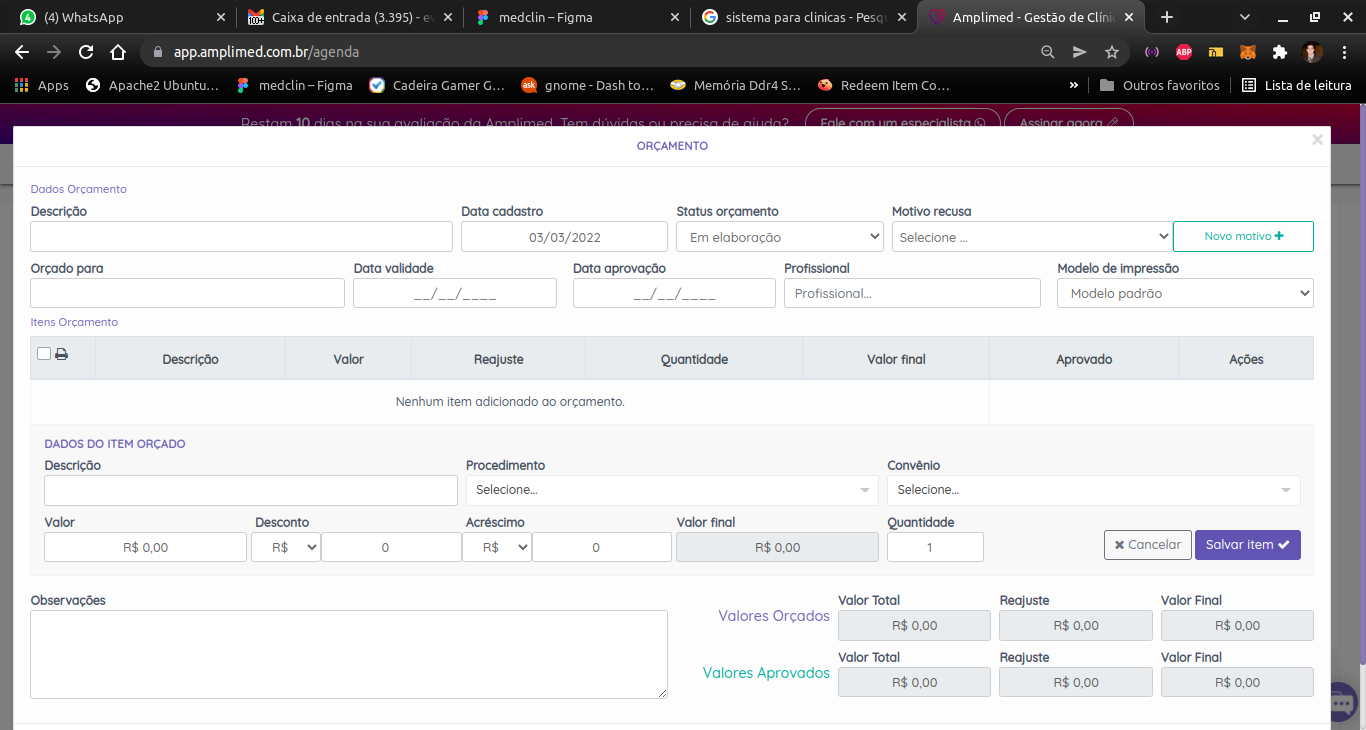 (4) WhatsApp
Caixa de entrada (3.395) - ev
medclin – Figma
sistema para clinicas - Pesqu
Amplimed - Gestão de Clínic
app.amplimed.com.br/agenda
ABP
Apps
Apache2 Ubuntu...
medclin – Figma
Cadeira Gamer G...
ask
gnome - Dash to...
Memória Ddr4 S...
Redeem Item Co...
»
Outros favoritos
Lista de leitura
Restam 10 dias na sua avaliação da Amplimed. Tem dúvidas ou precisa de ajuda?
Fale com um especialista
Assinar agora
ORÇAMENTO
Dados Orçamento
Descrição
Data cadastro
Status orçamento
Motivo recusa
03/03/2022
Em elaboração
Selecione ...
Novo motivo +
Orçado para
Data validade
Data aprovação
Profissional
Modelo de impressão
__/__/____
__/__/____
Profissional...
Modelo padrão
Itens Orçamento
Descrição
Valor
Reajuste
Quantidade
Valor final
Aprovado
Ações
Nenhum item adicionado ao orçamento.
DADOS DO ITEM ORÇADO
Descrição
Procedimento
Convênio
Selecione...
Selecione...
Valor
Desconto
Acréscimo
Valor final
Quantidade
R$ 0,00
R$
0
R$
0
R$ 0,00
1
Cancelar
Salvar item
Observações
Valores Orçados
Valor Total
Reajuste
Valor Final
R$ 0,00
R$ 0,00
R$ 0,00
Valores Aprovados
Valor Total
Reajuste
Valor Final
R$ 0,00
R$ 0,00
R$ 0,00